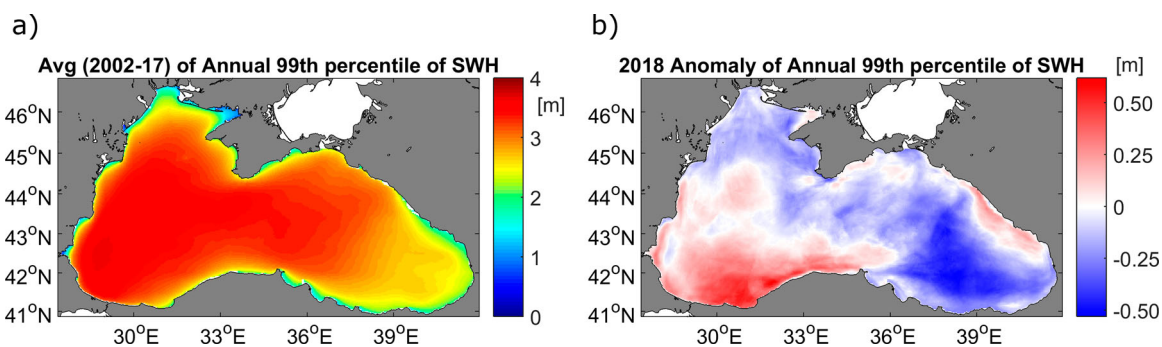 a)
Avg (2002-17) of Annual 99th percentile of SWH
46°N
45°N
44°N
43°N
42°N
41°N
30°E 33°E 36°E 39°E
4
[m]
3
2
1
0
b)
2018 Anomaly of Annual 99th percentile of SWH
46°N
45°N
44°N
43°N
42°N
41°N
30°E 33°E 36°E 39°E
[m]
0.50
0.25
0
-0.25
-0.50